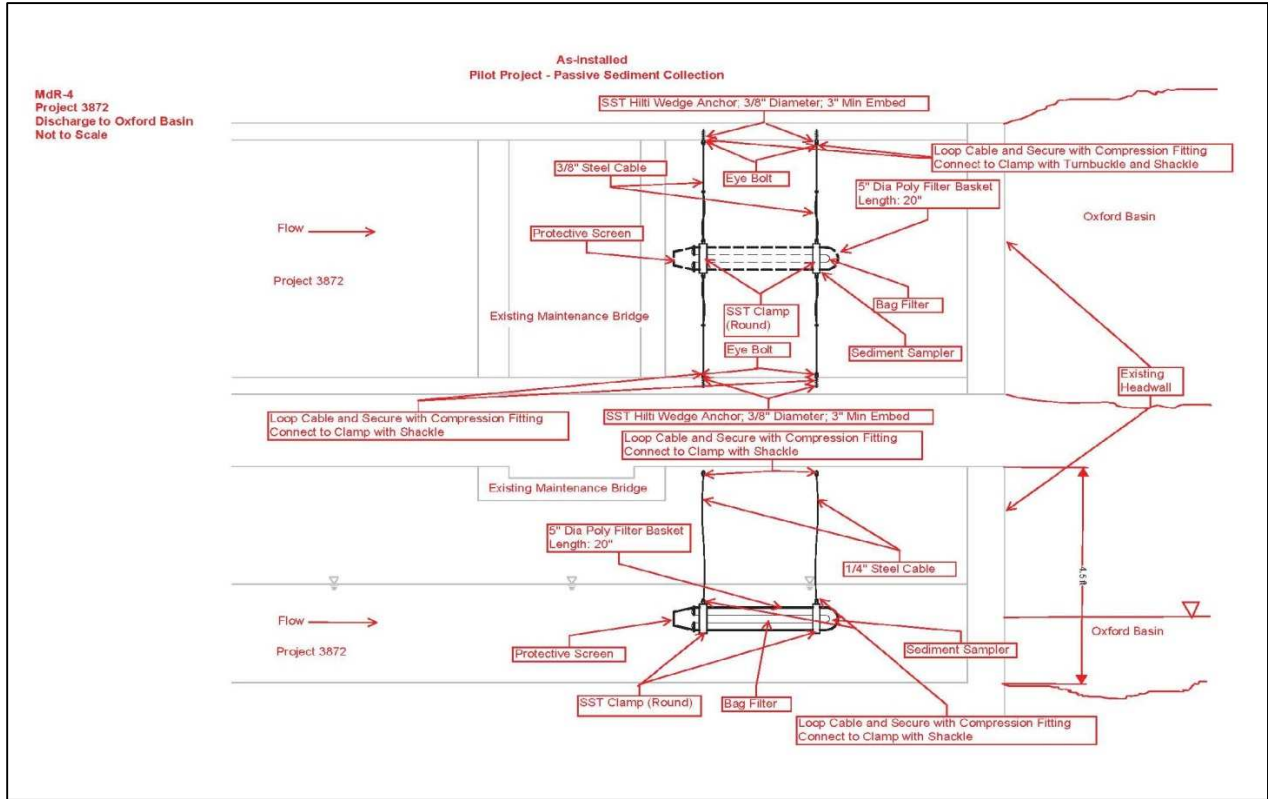 As-Installed
Pilot Project - Passive Sediment Collection
MdR-4
Project 3872
Discharge to Oxford Basin
Not to Scale
SST Hilti Wedge Anchor; 3/8" Diameter; 3" Min Embed
Loop Cable and Secure with Compression Fitting
Connect to Clamp with Turnbuckle and Shackle
3/8" Steel Cable
Eye Bolt
5" Dia Poly Filter Basket
Length: 20"
Oxford Basin
Flow
Protective Screen
Project 3872
Existing Maintenance Bridge
SST Clamp
(Round)
Bag Filter
Sediment Sampler
Eye Bolt
Existing
Headwall
Loop Cable and Secure with Compression Fitting
Connect to Clamp with Shackle
SST Hilti Wedge Anchor; 3/8" Diameter; 3" Min Embed
Loop Cable and Secure with Compression Fitting
Connect to Clamp with Shackle
Existing Maintenance Bridge
5" Dia Poly Filter Basket
Length: 20"
1/4" Steel Cable
4.5 ft
Flow
Project 3872
Protective Screen
Sediment Sampler
Oxford Basin
SST Clamp (Round)
Bag Filter
Loop Cable and Secure with Compression Fitting
Connect to Clamp with Shackle